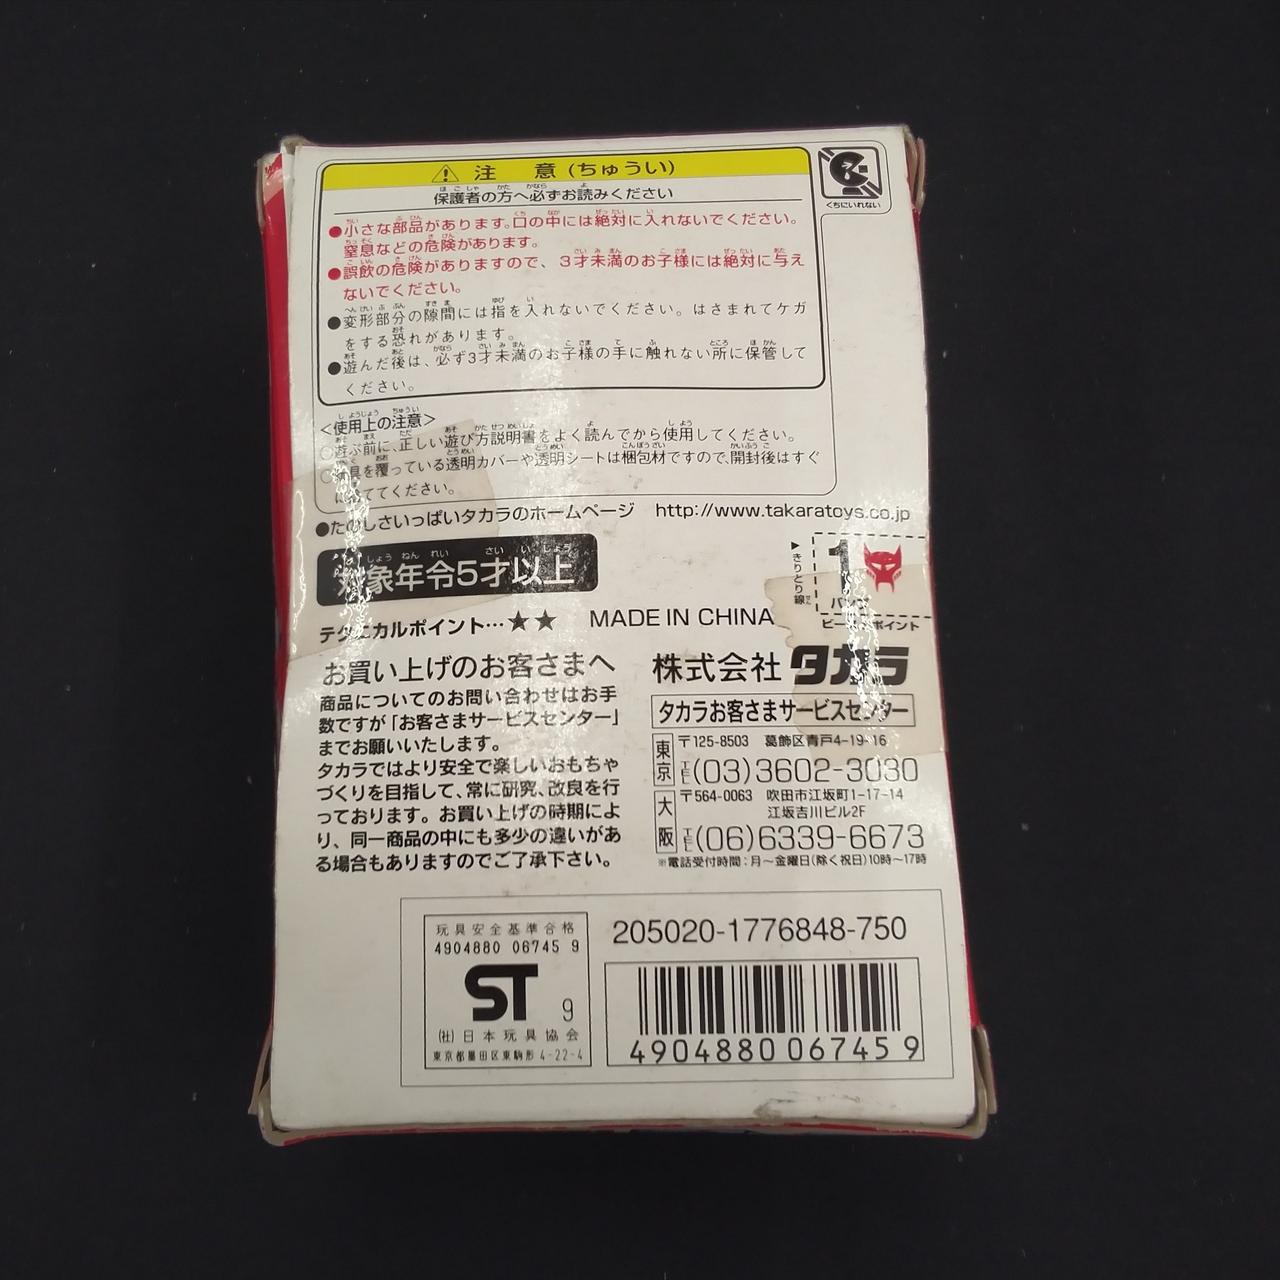 注　意(ちゅうい)
保護者の方へ必ずお読みください
くちにいれない
●小さな部品があります。口の中には絶対に入れないでください。
窒息などの危険があります。
●誤飲の危険がありますので、3才未満のお子様には絶対に与え
ないでください。
●変形部分の隙間には指を入れないでください。はさまれてケガ
をする恐れがあります。
●遊んだ後は、必ず3才未満のお子様の手に触れない所に保管して
ください。
<使用上の注意>
○遊ぶ前に、正しい遊び方説明書をよく読んでから使用してください。
○玩具を覆っている透明カバーや透明シートは梱包材ですので、開封後はすぐ
にすててください。
●たのしさいっぱいタカラのホームページ　http://www.takaratoys.co.jp
対象年令5才以上
▶きりとり線
1
ビーストポイント
テクニカルポイント…★★
MADE IN CHINA
お買い上げのお客さまへ
商品についてのお問い合わせはお手
数ですが「お客さまサービスセンター」
までお願いいたします。
タカラではより安全で楽しいおもちゃ
づくりを目指して、常に研究、改良を行
っております。お買い上げの時期によ
り、同一商品の中にも多少の違いがあ
る場合もありますのでご了承下さい。
株式会社タカラ
タカラお客さまサービスセンター
東京 〒125-8503　葛飾区青戸4-19-16
TEL(03)3602-3030
大阪 〒564-0063　吹田市江坂町1-17-14
江坂吉川ビル2F
TEL(06)6339-6673
※電話受付時間：月～金曜日(除く祝日)10時～17時
玩具安全基準合格
4904880 06745 9
ST 9
(社)日本玩具協会
東京都墨田区東駒形4-22-4
205020-1776848-750
4904880067459